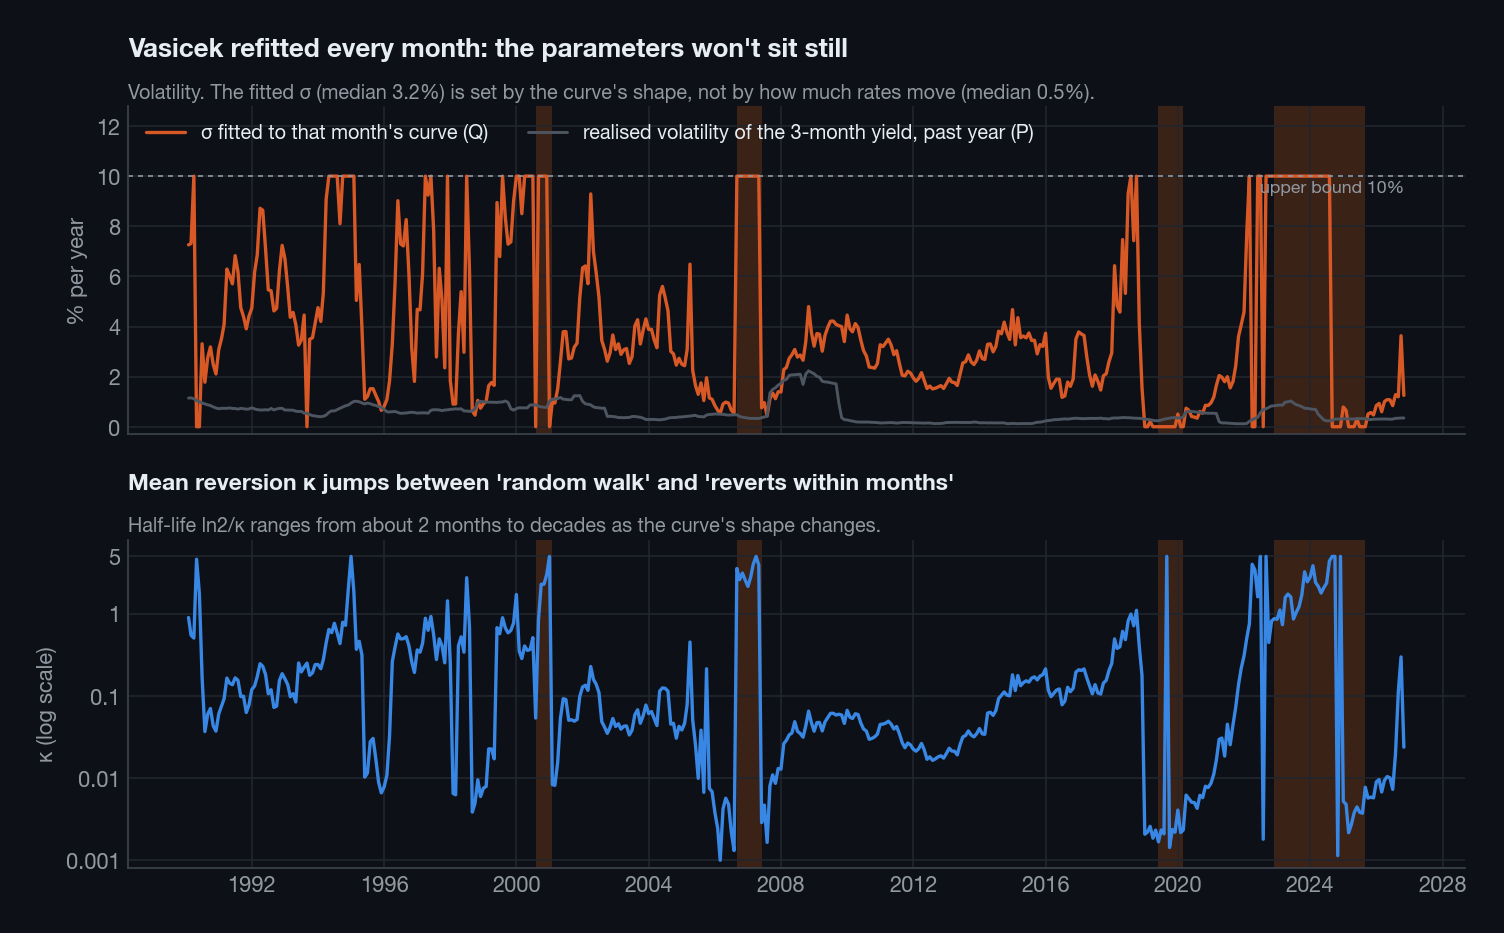 Vasicek refitted every month: the parameters won't sit still
Volatility. The fitted σ (median 3.2%) is set by the curve's shape, not by how much rates move (median 0.5%).
σ fitted to that month's curve (Q)
realised volatility of the 3-month yield, past year (P)
upper bound 10%
% per year
12
10
8
6
4
2
0
Mean reversion κ jumps between 'random walk' and 'reverts within months'
Half-life ln2/κ ranges from about 2 months to decades as the curve's shape changes.
κ (log scale)
5
1
0.1
0.01
0.001
1992 1996 2000 2004 2008 2012 2016 2020 2024 2028